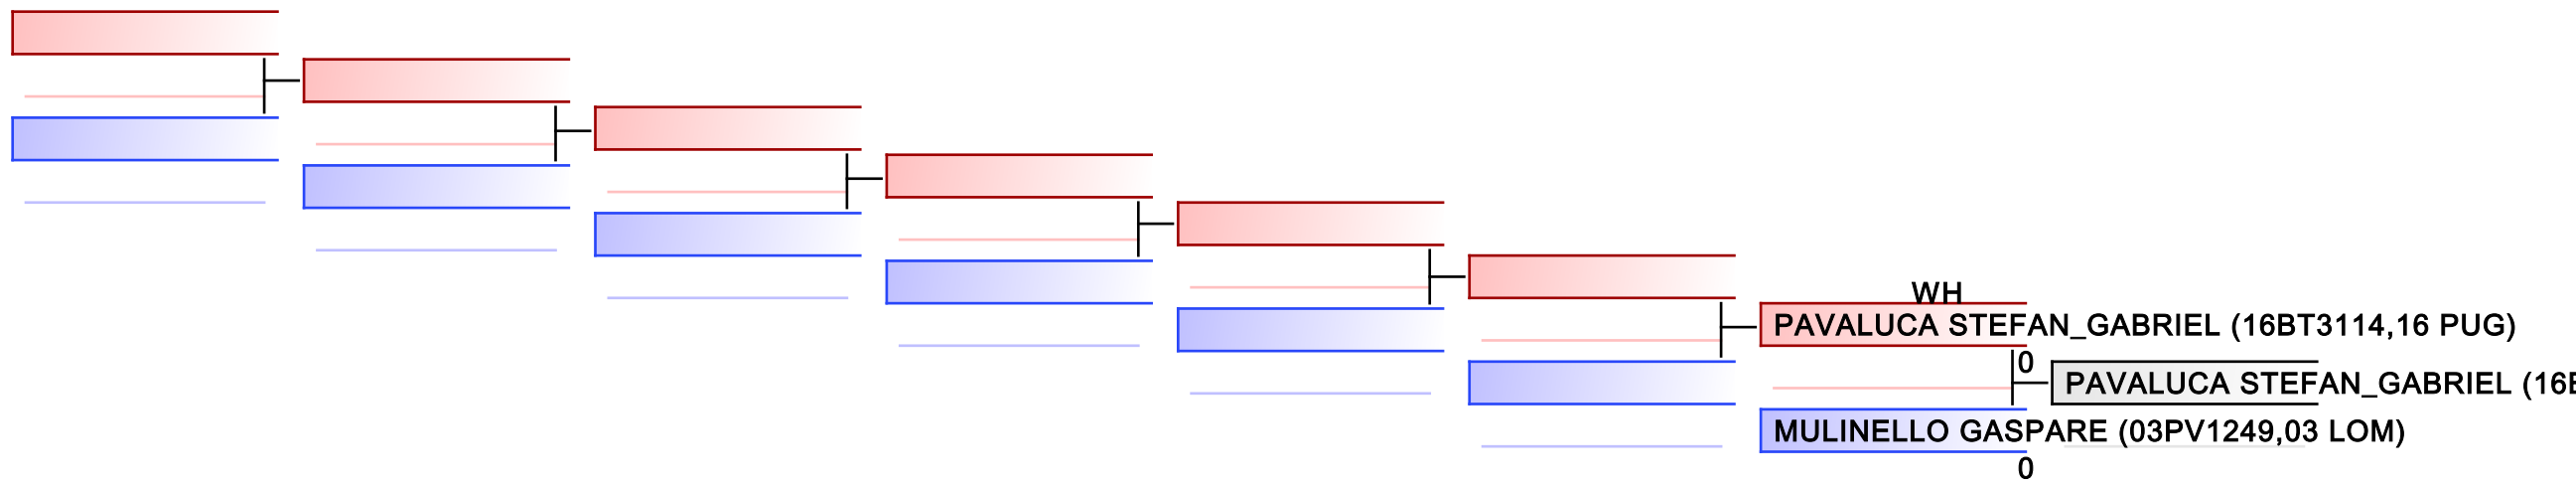 WH
PAVALUCA STEFAN_GABRIEL (16BT3114,16 PUG)
0
PAVALUCA STEFAN_GABRIEL
MULINELLO GASPARE (03PV1249,03 LOM)
0